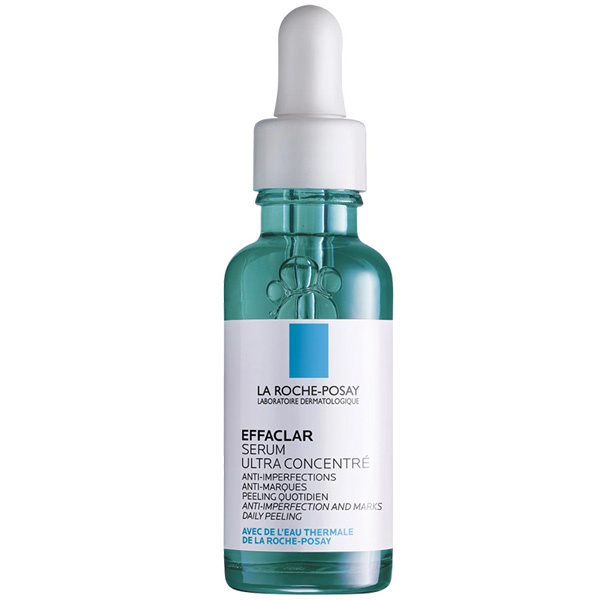 LA ROCHE-POSAY
LABORATOIRE DERMATOLOGIQUE
EFFACLAR
SERUM
ULTRA CONCENTRÉ
ANTI-IMPERFECTIONS
ANTI-MARQUES
PEELING QUOTIDIEN
ANTI-IMPERFECTION AND MARKS
DAILY PEELING
AVEC DE L'EAU THERMALE
DE LA ROCHE-POSAY